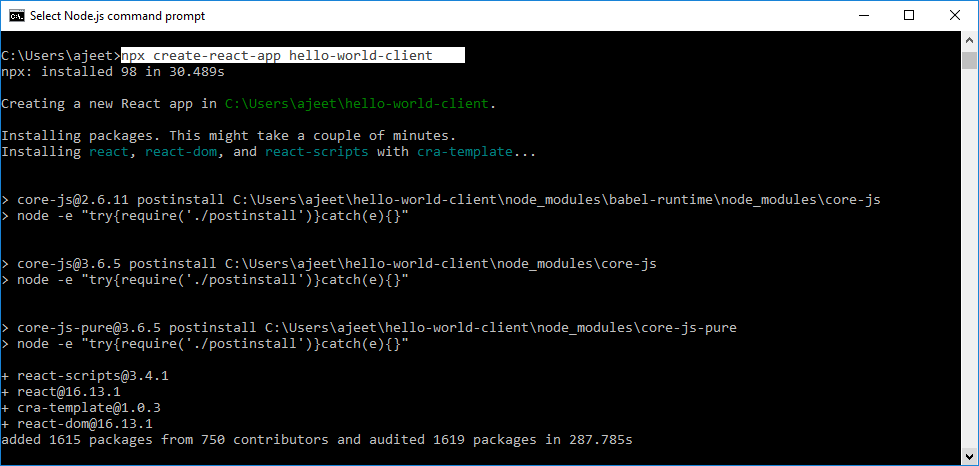 Select Node.js command prompt
C:\Users\ajeet>npx create-react-app hello-world-client
npx: installed 98 in 30.489s
Creating a new React app in C:\Users\ajeet\hello-world-client.
Installing packages. This might take a couple of minutes.
Installing react, react-dom, and react-scripts with cra-template...
> core-js@2.6.11 postinstall C:\Users\ajeet\hello-world-client\node_modules\babel-runtime\node_modules\core-js
> node -e "try{require('./postinstall')}catch(e){}"
> core-js@3.6.5 postinstall C:\Users\ajeet\hello-world-client\node_modules\core-js
> node -e "try{require('./postinstall')}catch(e){}"
> core-js-pure@3.6.5 postinstall C:\Users\ajeet\hello-world-client\node_modules\core-js-pure
> node -e "try{require('./postinstall')}catch(e){}"
+ react-scripts@3.4.1
+ react@16.13.1
+ cra-template@1.0.3
+ react-dom@16.13.1
added 1615 packages from 750 contributors and audited 1619 packages in 287.785s